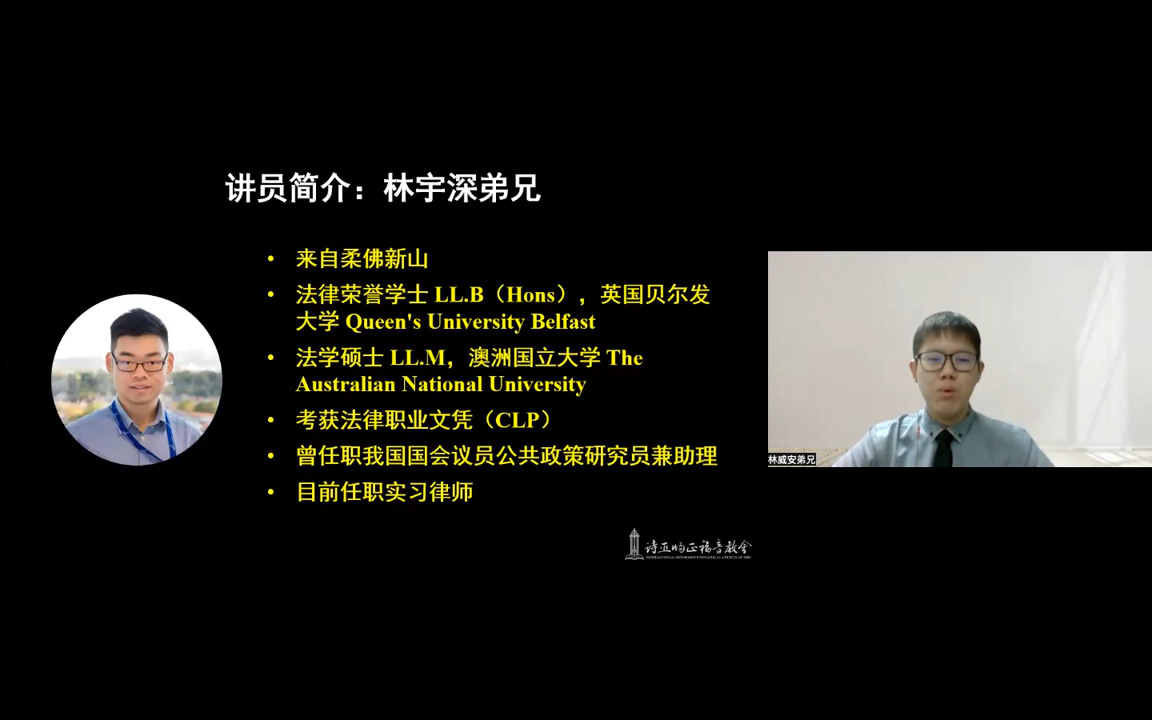 讲员简介：林宇深弟兄
• 来自柔佛新山
• 法律荣誉学士 LL.B（Hons），英国贝尔发
大学 Queen's University Belfast
• 法学硕士 LL.M，澳洲国立大学 The
Australian National University
• 考获法律职业文凭（CLP）
• 曾任职我国国会议员公共政策研究员兼助理
• 目前任职实习律师
林威安弟兄